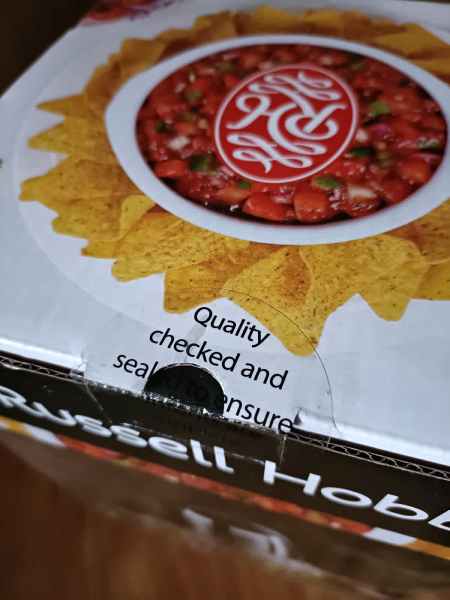 Quality
checked and
sealed to ensure
Russell Hobb